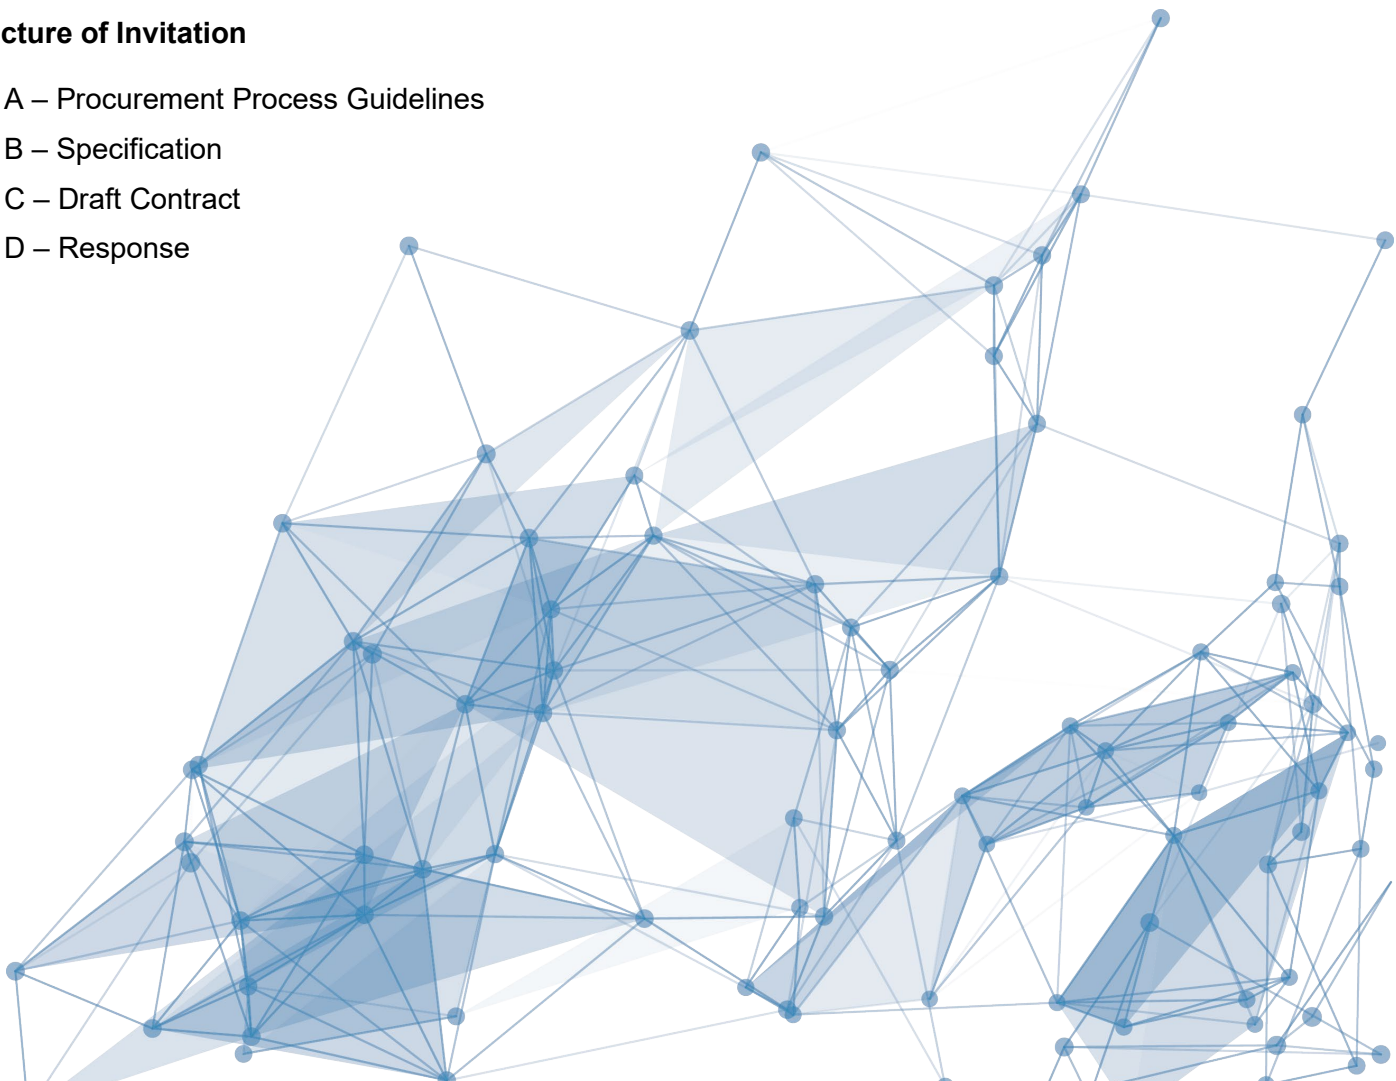 cture of Invitation
A – Procurement Process Guidelines
B – Specification
C – Draft Contract
D – Response